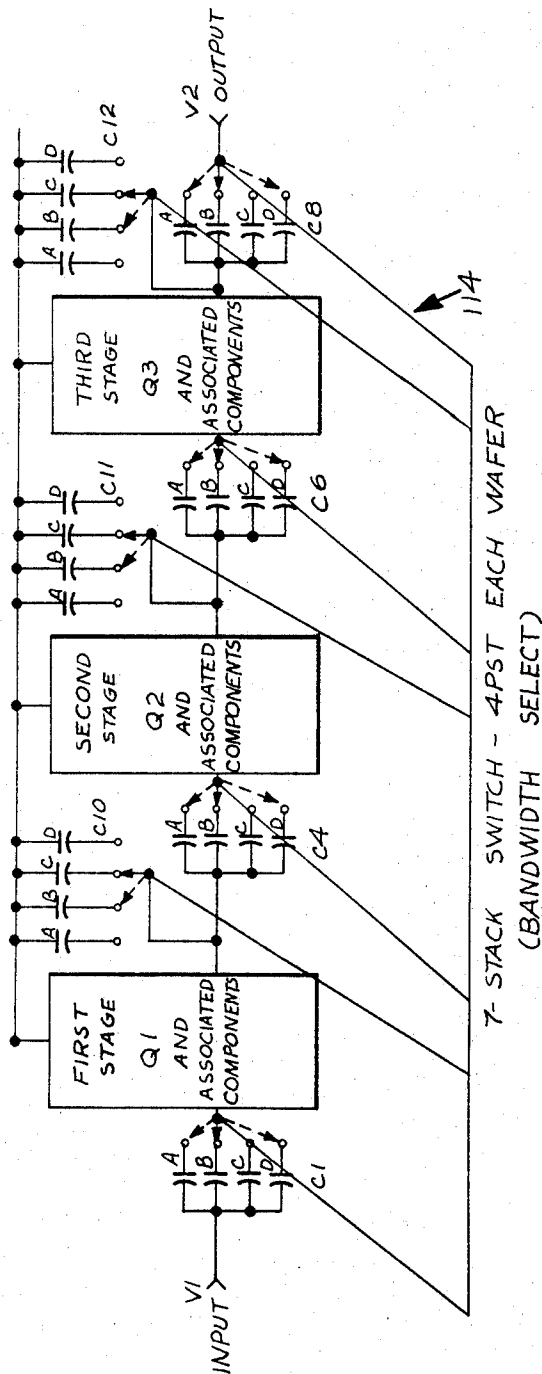 V1
INPUT
A
B
C
D
C1
FIRST
STAGE
Q1
AND
ASSOCIATED
COMPONENTS
A
B
C
D
C10
A
B
C
D
C4
SECOND
STAGE
Q2
AND
ASSOCIATED
COMPONENTS
A
B
C
D
C11
A
B
C
D
C6
THIRD
STAGE
Q3
AND
ASSOCIATED
COMPONENTS
A
B
C
D
C12
A
B
C
D
C8
V2
OUTPUT
114
7- STACK SWITCH - 4PST EACH WAFER
(BANDWIDTH SELECT)